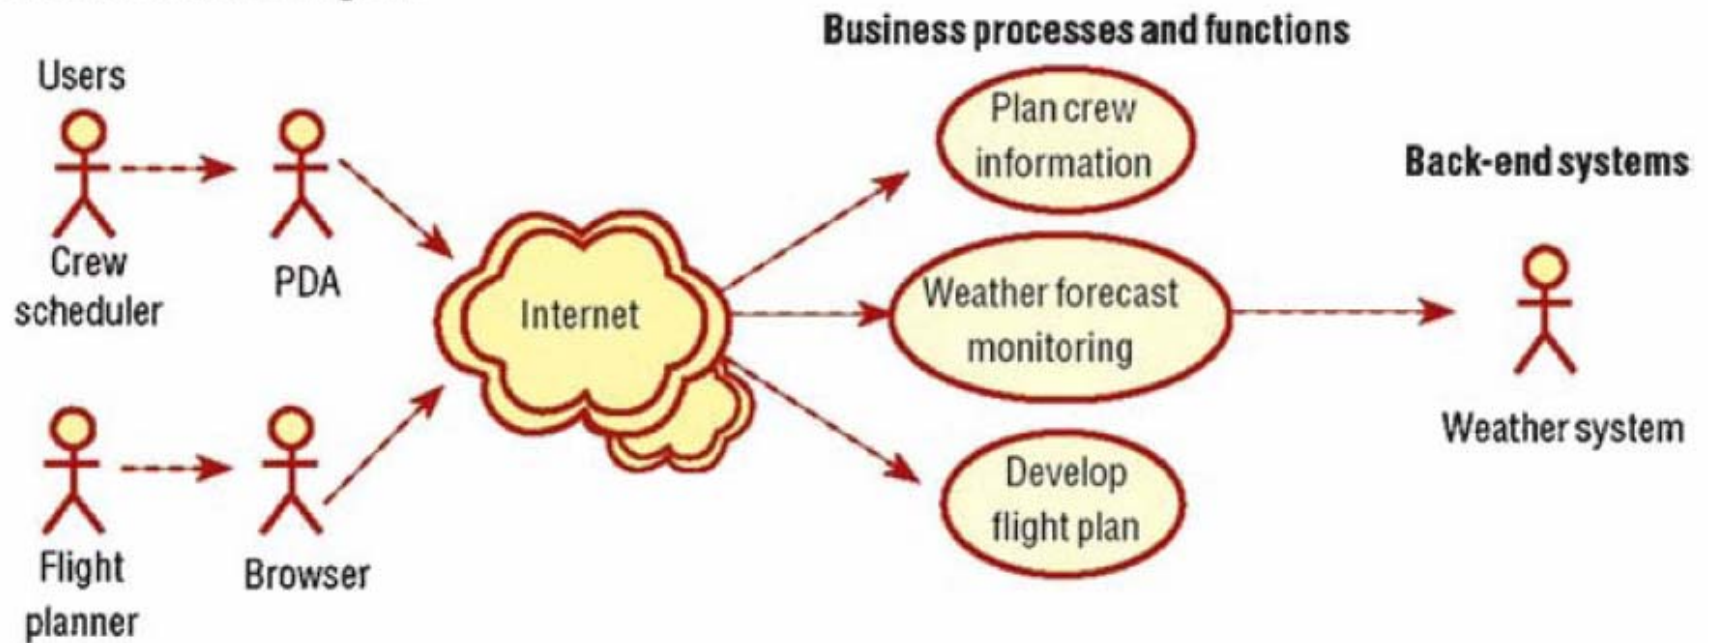 Business processes and functions
Users
Plan crew
information
Back-end systems
Crew
scheduler
PDA
Internet
Weather forecast
monitoring
Weather system
Develop
flight plan
Flight
planner
Browser